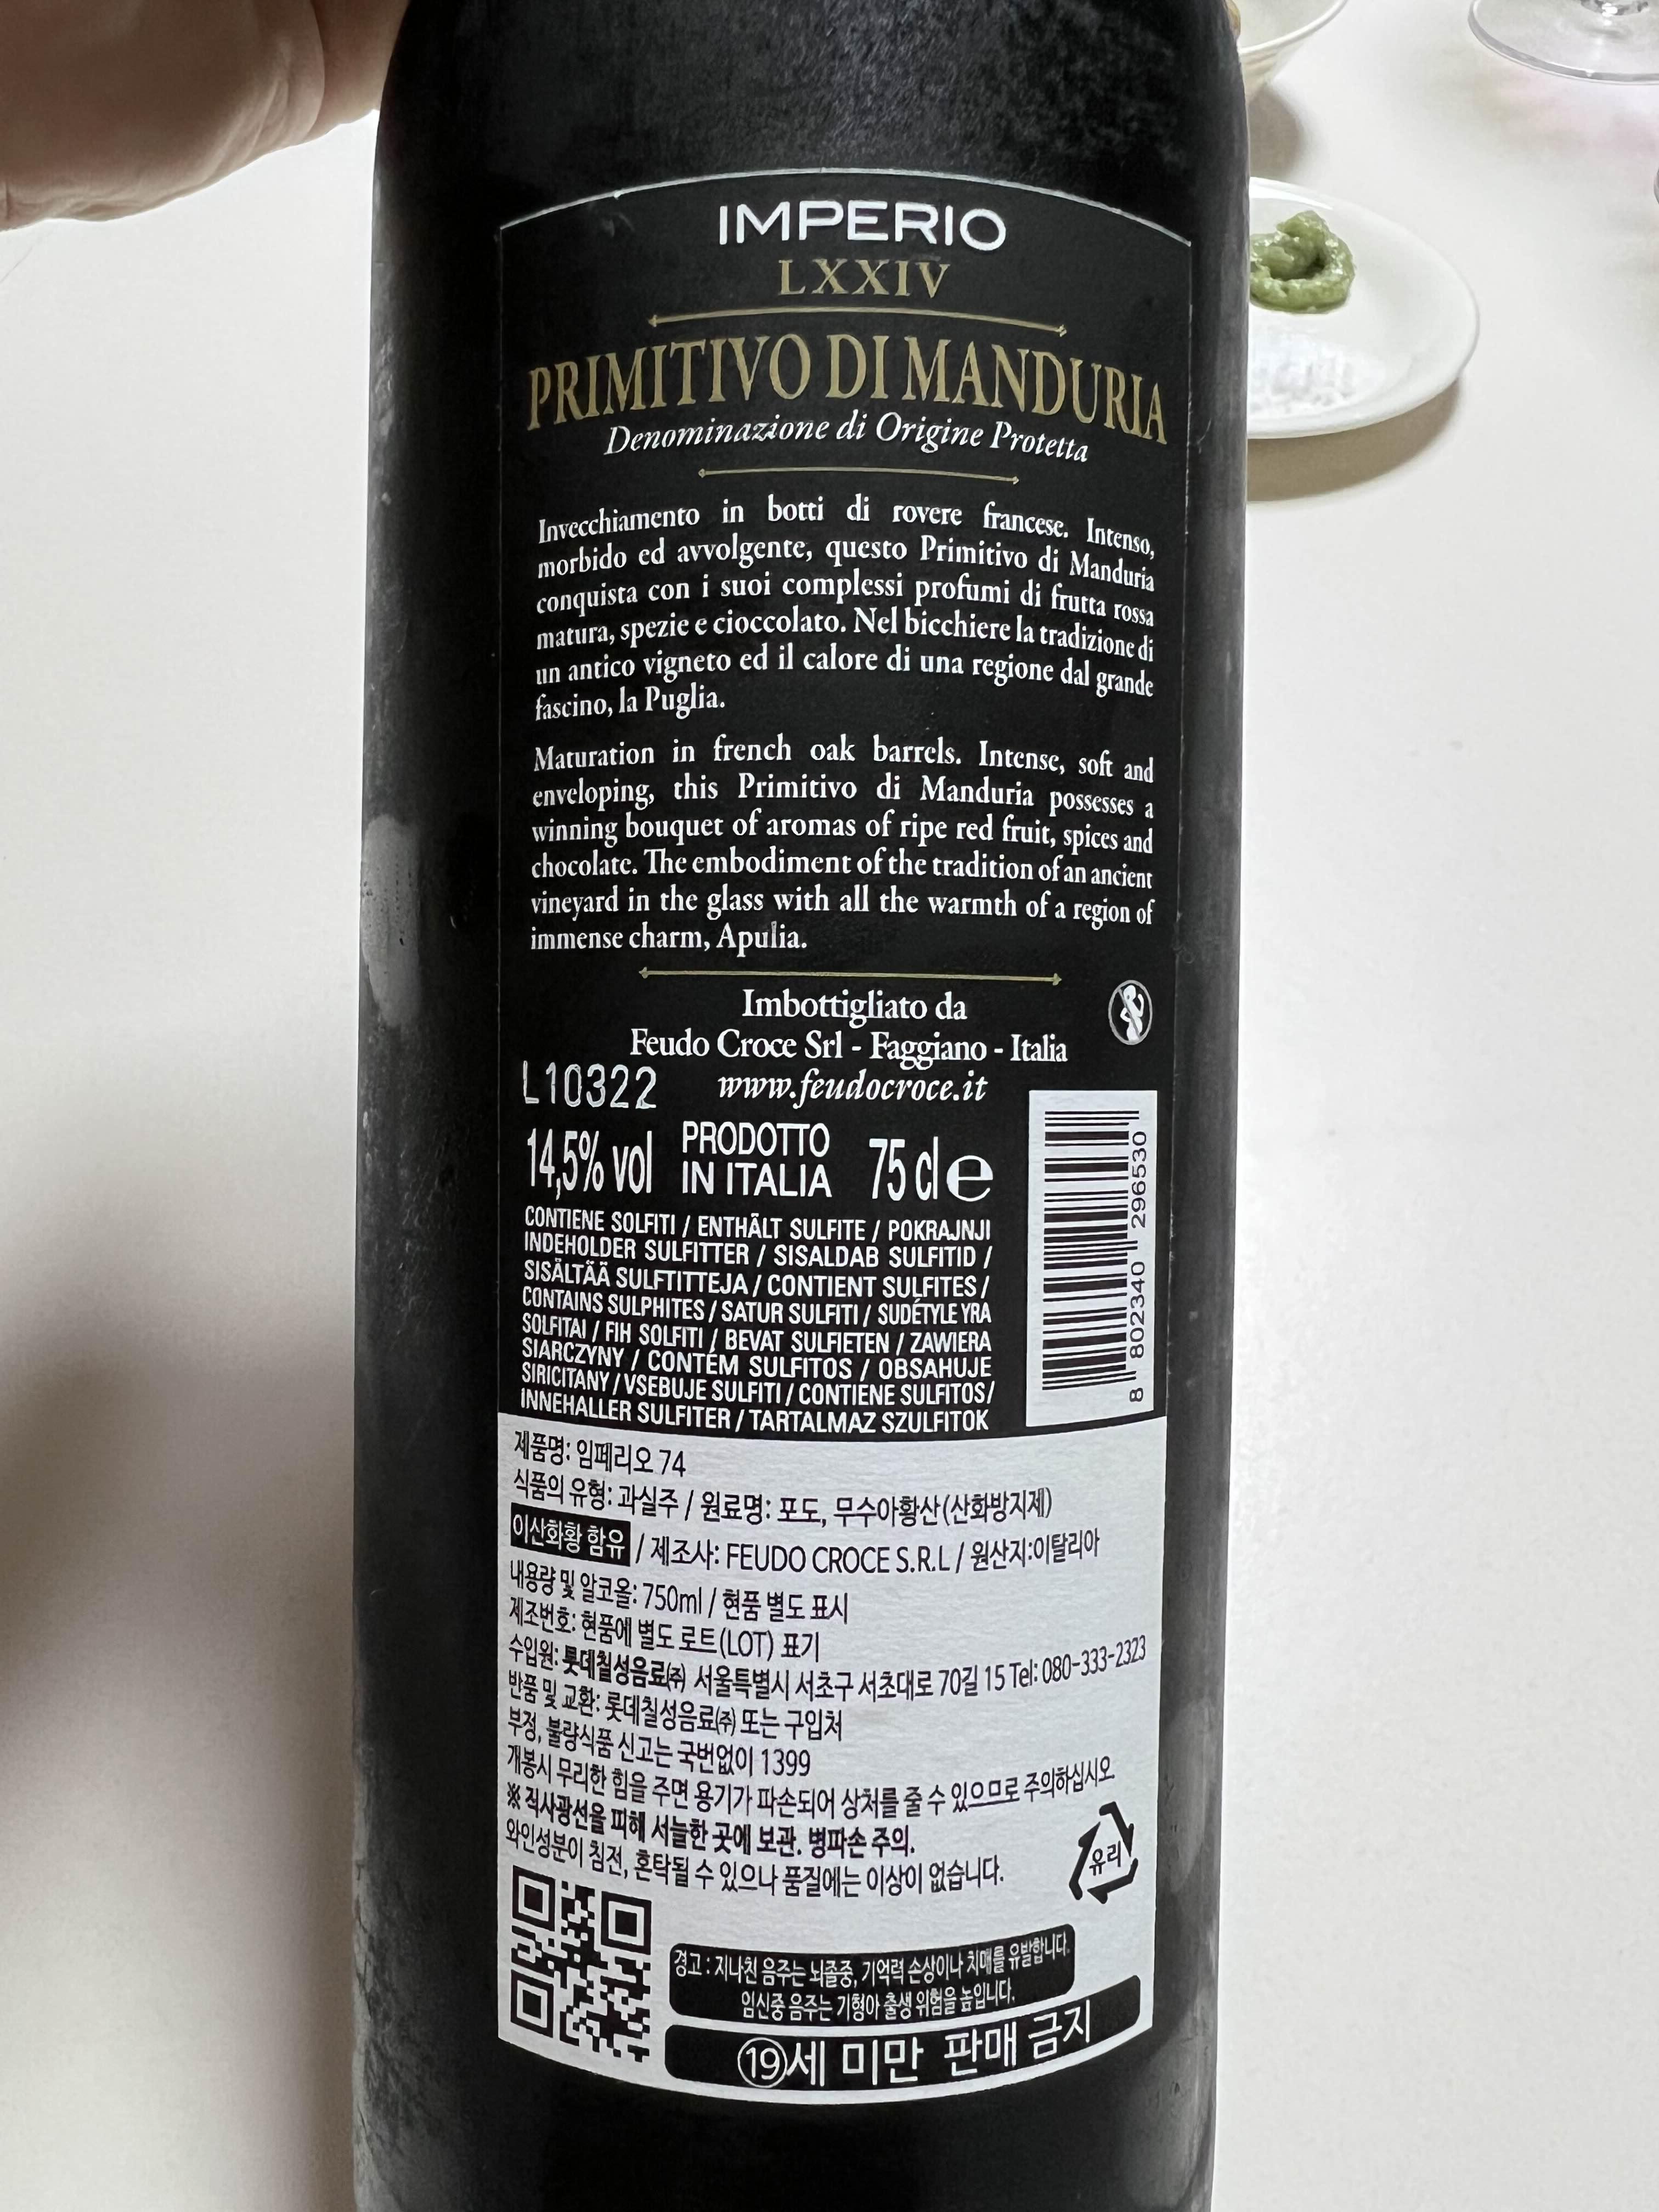 IMPERIO
LXXIV
PRIMITIVO DI MANDURIA
Denominazione di Origine Protetta
Invecchiamento in botti di rovere francese. Intenso,
morbido ed avvolgente, questo Primitivo di Manduria
conquista con i suoi complessi profumi di frutta rossa
matura, spezie e cioccolato. Nel bicchiere la tradizione di
un antico vigneto ed il calore di una regione dal grande
fascino, la Puglia.
Maturation in french oak barrels. Intense, soft and
enveloping, this Primitivo di Manduria possesses a
winning bouquet of aromas of ripe red fruit, spices and
chocolate. The embodiment of the tradition of an ancient
vineyard in the glass with all the warmth of a region of
immense charm, Apulia.
Imbottigliato da
Feudo Croce Srl - Faggiano - Italia
L10322 www.feudocroce.it
14,5% vol PRODOTTO IN ITALIA 75 cl e
8 802340 296530
CONTIENE SOLFITI / ENTHÄLT SULFITE / POKRAJNJI
INDEHOLDER SULFITTER / SISALDAB SULFITID /
SISÄLTÄÄ SULFTITTEJA / CONTIENT SULFITES /
CONTAINS SULPHITES / SATUR SULFITI / SUDÉTYLE YRA
SOLFITAI / FIH SOLFITI / BEVAT SULFIETEN / ZAWIERA
SIARCZYNY / CONTÉM SULFITOS / OBSAHUJE
SIRICITANY / VSEBUJE SULFITI / CONTIENE SULFITOS/
INNEHALLER SULFITER / TARTALMAZ SZULFITOK
제품명: 임페리오 74
식품의 유형: 과실주 / 원료명: 포도, 무수아황산(산화방지제)
이산화황 함유 / 제조사: FEUDO CROCE S.R.L / 원산지:이탈리아
내용량 및 알코올: 750ml / 현품 별도 표시
제조번호: 현품에 별도 로트(LOT) 표기
수입원: 롯데칠성음료㈜ 서울특별시 서초구 서초대로 70길 15 Tel: 080-333-2323
반품 및 교환: 롯데칠성음료㈜ 또는 구입처
부정, 불량식품 신고는 국번없이 1399
개봉시 무리한 힘을 주면 용기가 파손되어 상처를 줄 수 있으므로 주의하십시오
※ 직사광선을 피해 서늘한 곳에 보관. 병파손 주의.
와인성분이 침전, 혼탁될 수 있으나 품질에는 이상이 없습니다.
유리
경고 : 지나친 음주는 뇌졸중, 기억력 손상이나 치매를 유발합니다.
임신중 음주는 기형아 출생 위험을 높입니다.
⑲세 미만 판매 금지